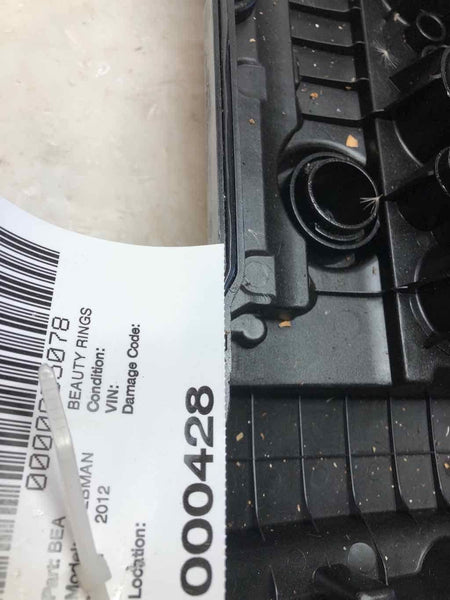 BEAUTY RINGS
Condition:
VIN:
Damage Code:
Part: BEA
2012
Location:
000428